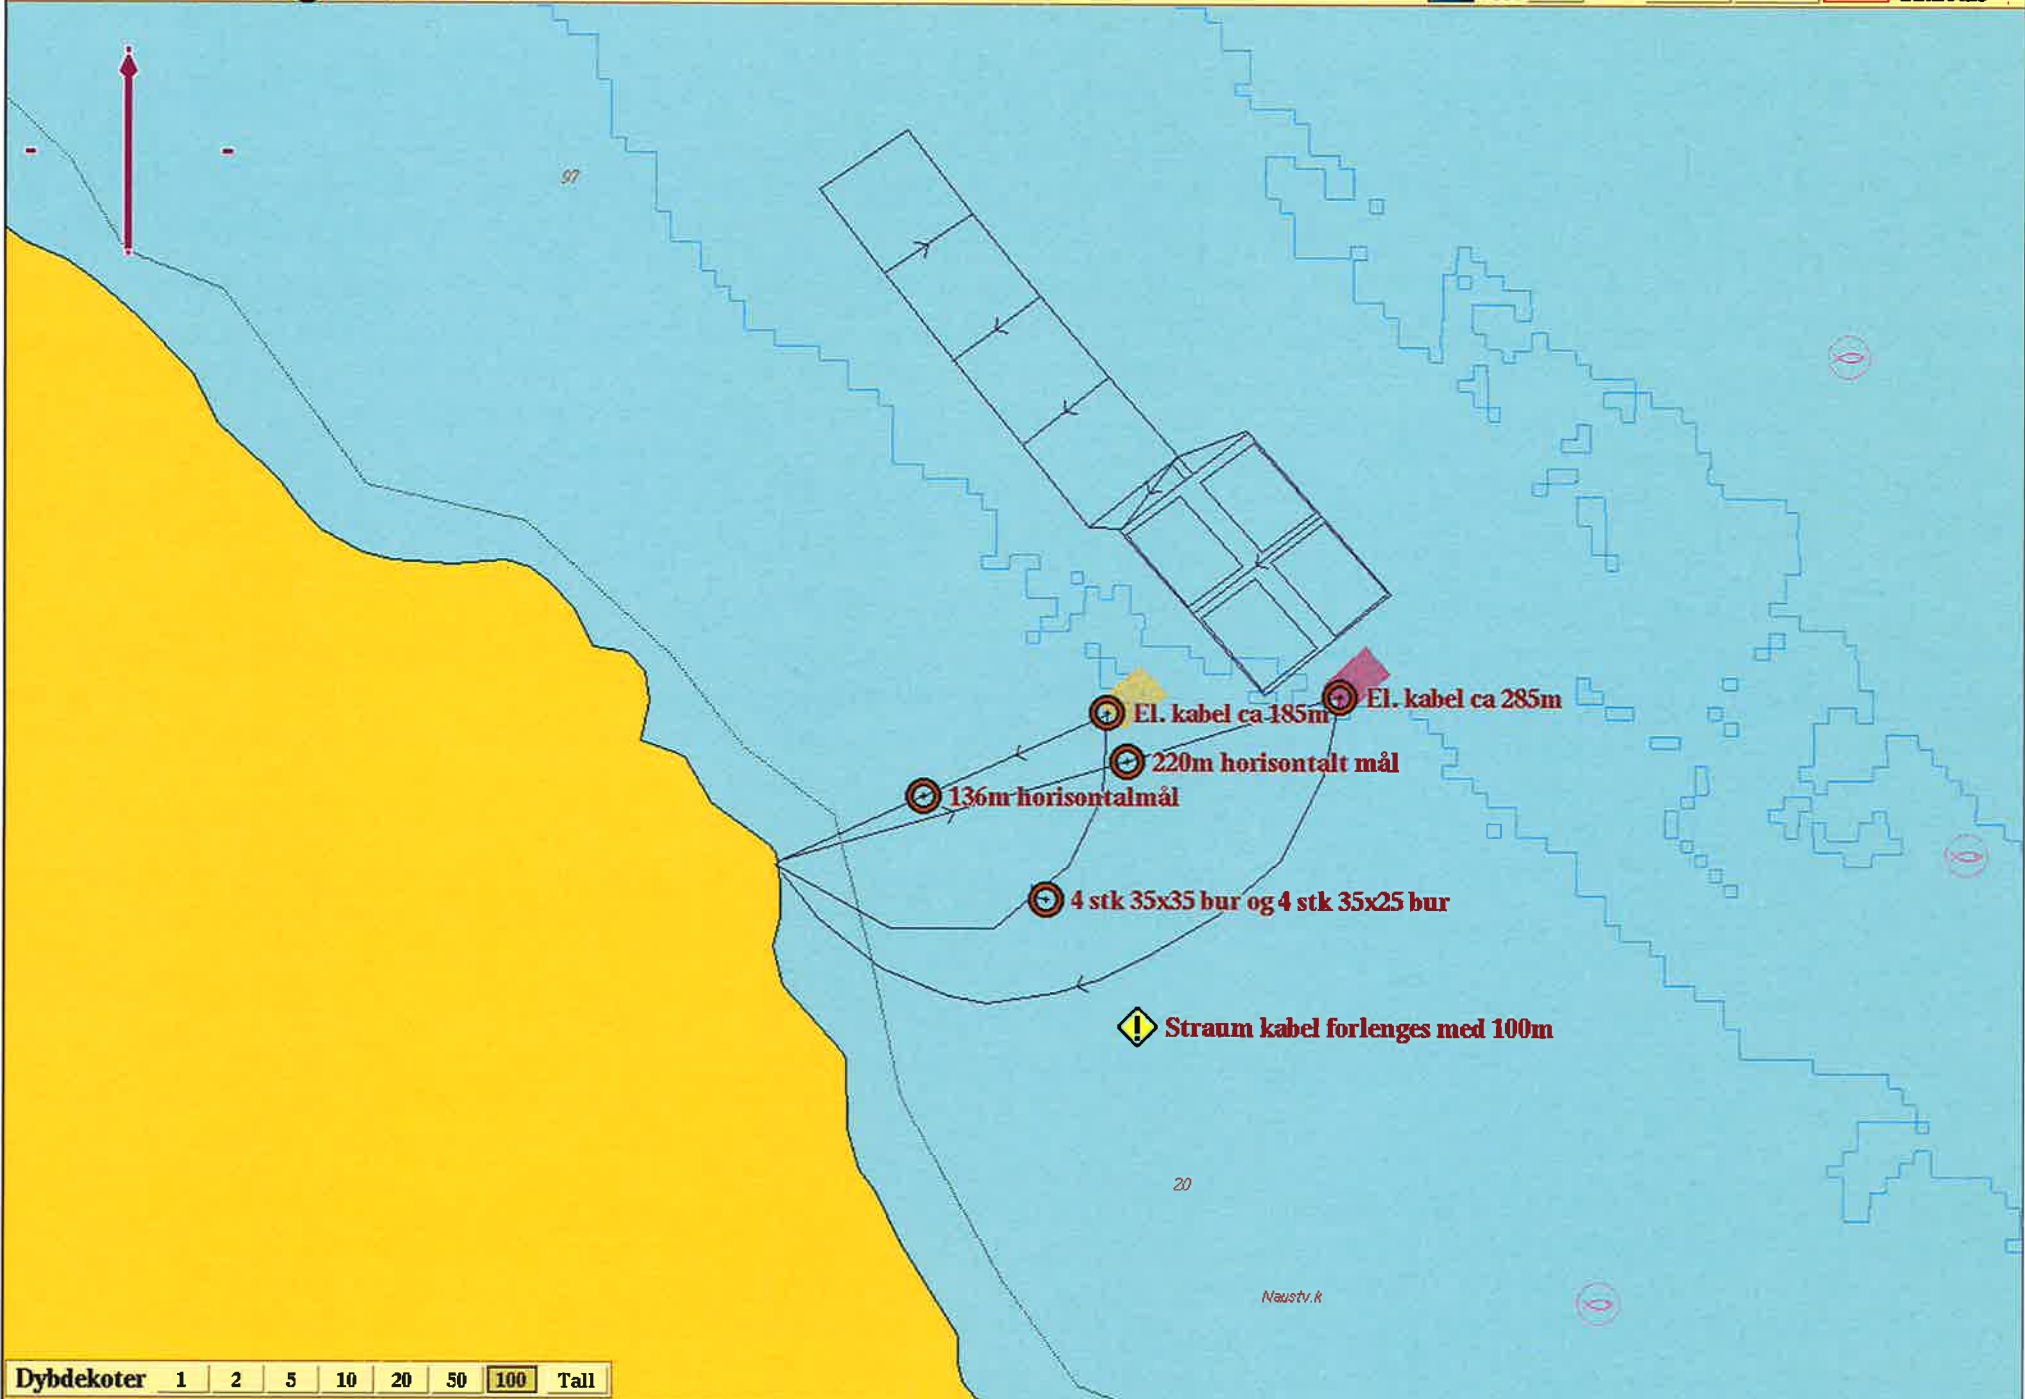 97
El. kabel ca 185m
El. kabel ca 285m
220m horisontalt mål
136m horisontalmål
4 stk 35x35 bur og 4 stk 35x25 bur
Straum kabel forlenges med 100m
20
Naustv.k
Dybdekoter 1 2 5 10 20 50 100 Tall